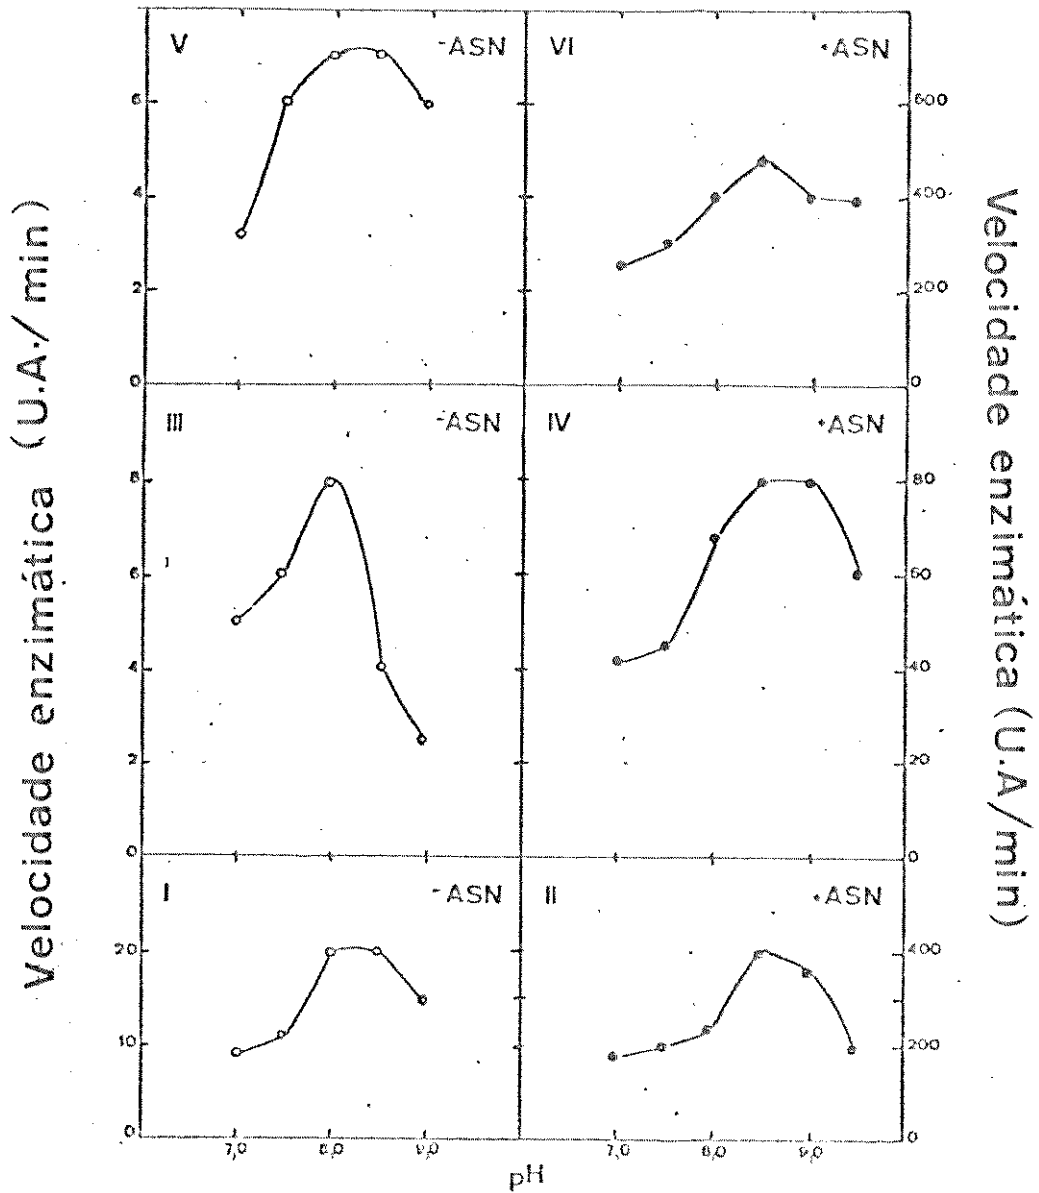 Velocidade enzimática (U.A./min)
V -ASN
6
4
2
0
VI +ASN
600
400
200
0
III -ASN
8
6
4
2
0
IV +ASN
80
60
40
20
0
I -ASN
20
10
0
II +ASN
400
200
0
7,0 8,0 9,0
7,0 8,0 9,0
pH
Velocidade enzimática (U.A/min)